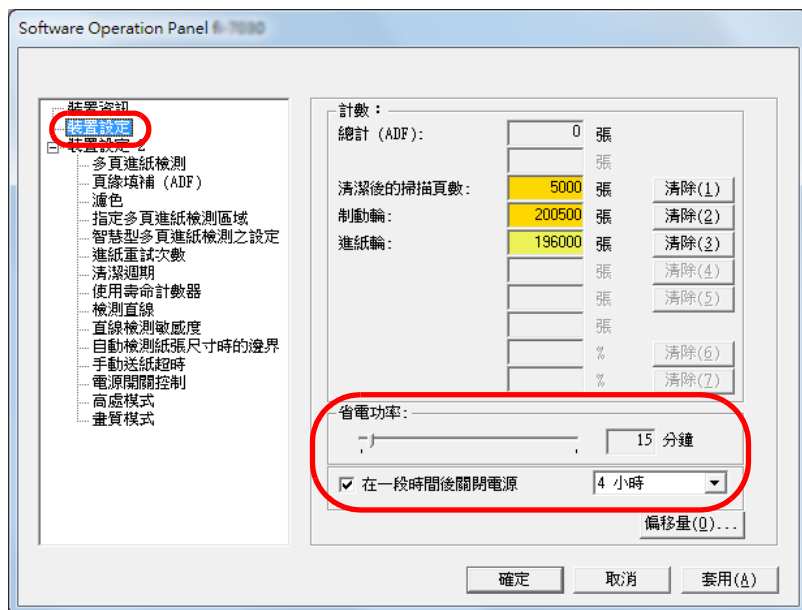 Software Operation Panel fi-7030
裝置資訊
裝置設定
裝置設定 2
多頁進紙檢測
頁緣填補 (ADF)
濾色
指定多頁進紙檢測區域
智慧型多頁進紙檢測之設定
進紙重試次數
清潔週期
使用壽命計數器
檢測直線
直線檢測敏感度
自動檢測紙張尺寸時的邊界
手動送紙超時
電源開關控制
高處模式
畫質模式
計數：
總計 (ADF): 0 張
張
清潔後的掃描頁數: 5000 張 清除(1)
制動輪: 200500 張 清除(2)
進紙輪: 196000 張 清除(3)
張 清除(4)
張 清除(5)
張
% 清除(6)
% 清除(7)
省電功率:
15 分鐘
在一段時間後關閉電源 4 小時
偏移量(O)...
確定 取消 套用(A)